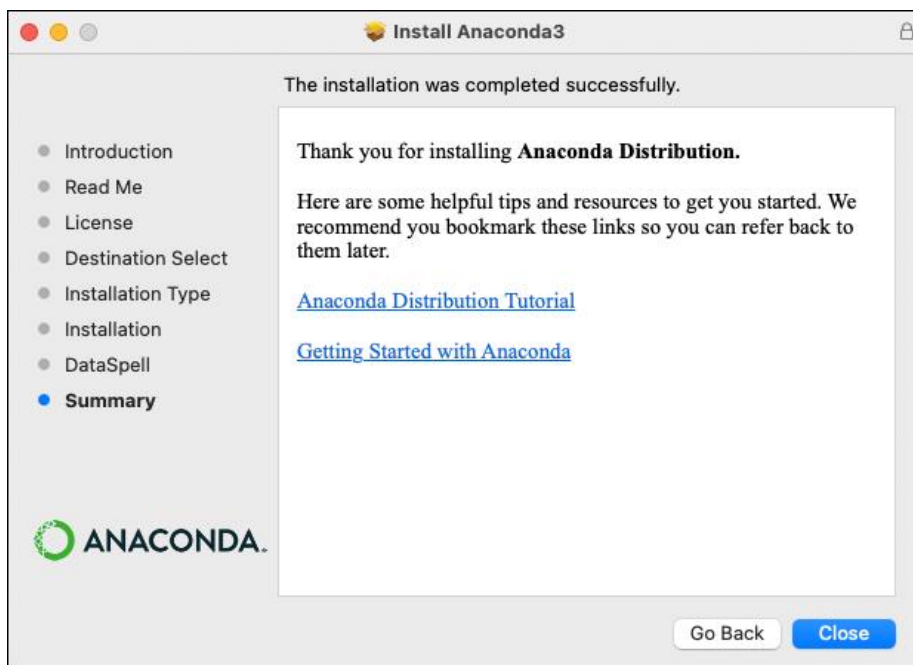 Install Anaconda3
The installation was completed successfully.
Introduction
Read Me
License
Destination Select
Installation Type
Installation
DataSpell
Summary
ANACONDA.
Thank you for installing Anaconda Distribution.
Here are some helpful tips and resources to get you started. We
recommend you bookmark these links so you can refer back to
them later.
Anaconda Distribution Tutorial
Getting Started with Anaconda
Go Back
Close